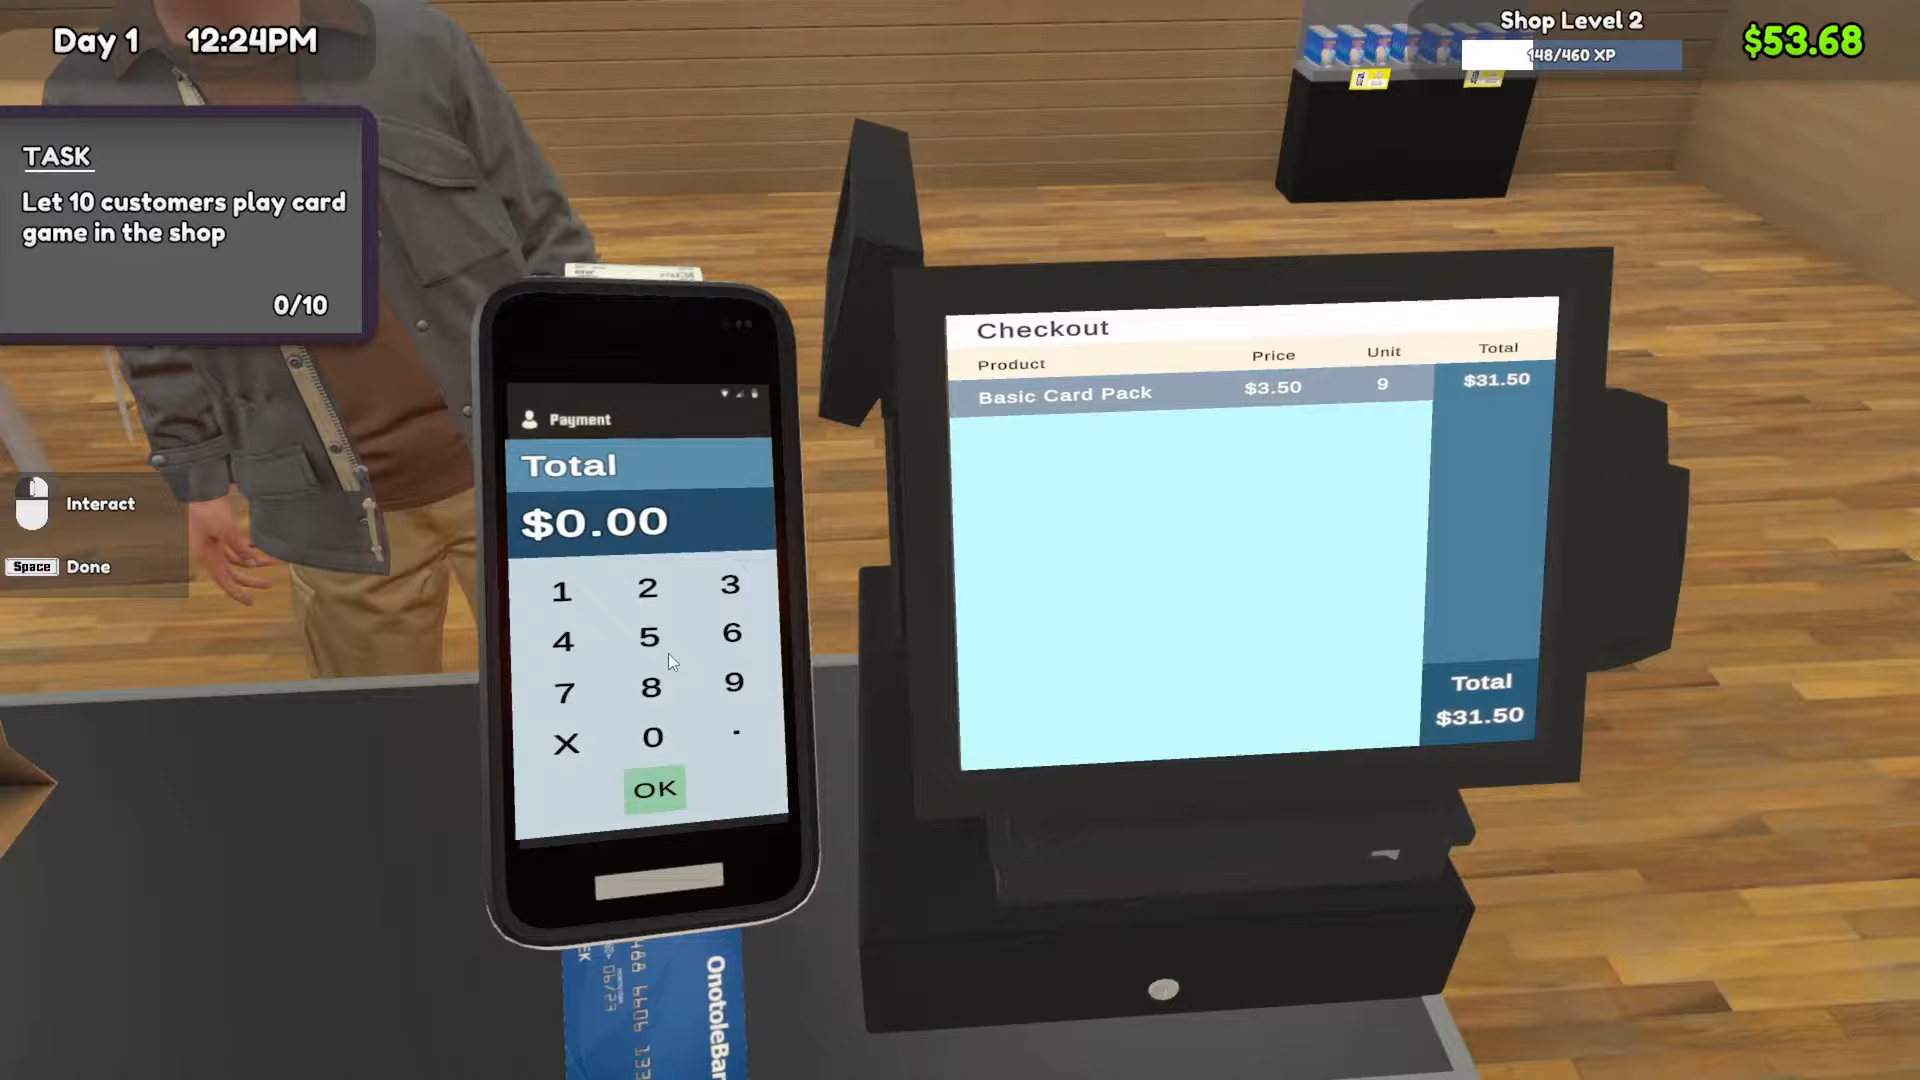 Day 1 12:24PM
Shop Level 2
148/460 XP
$53.68
TASK
Let 10 customers play card
game in the shop
0/10
Interact
Space Done
Payment
Total
$0.00
1 2 3
4 5 6
7 8 9
X 0 .
OK
Checkout
Product Price Unit Total
Basic Card Pack $3.50 9 $31.50
Total
$31.50
06/23
OnotoleBan